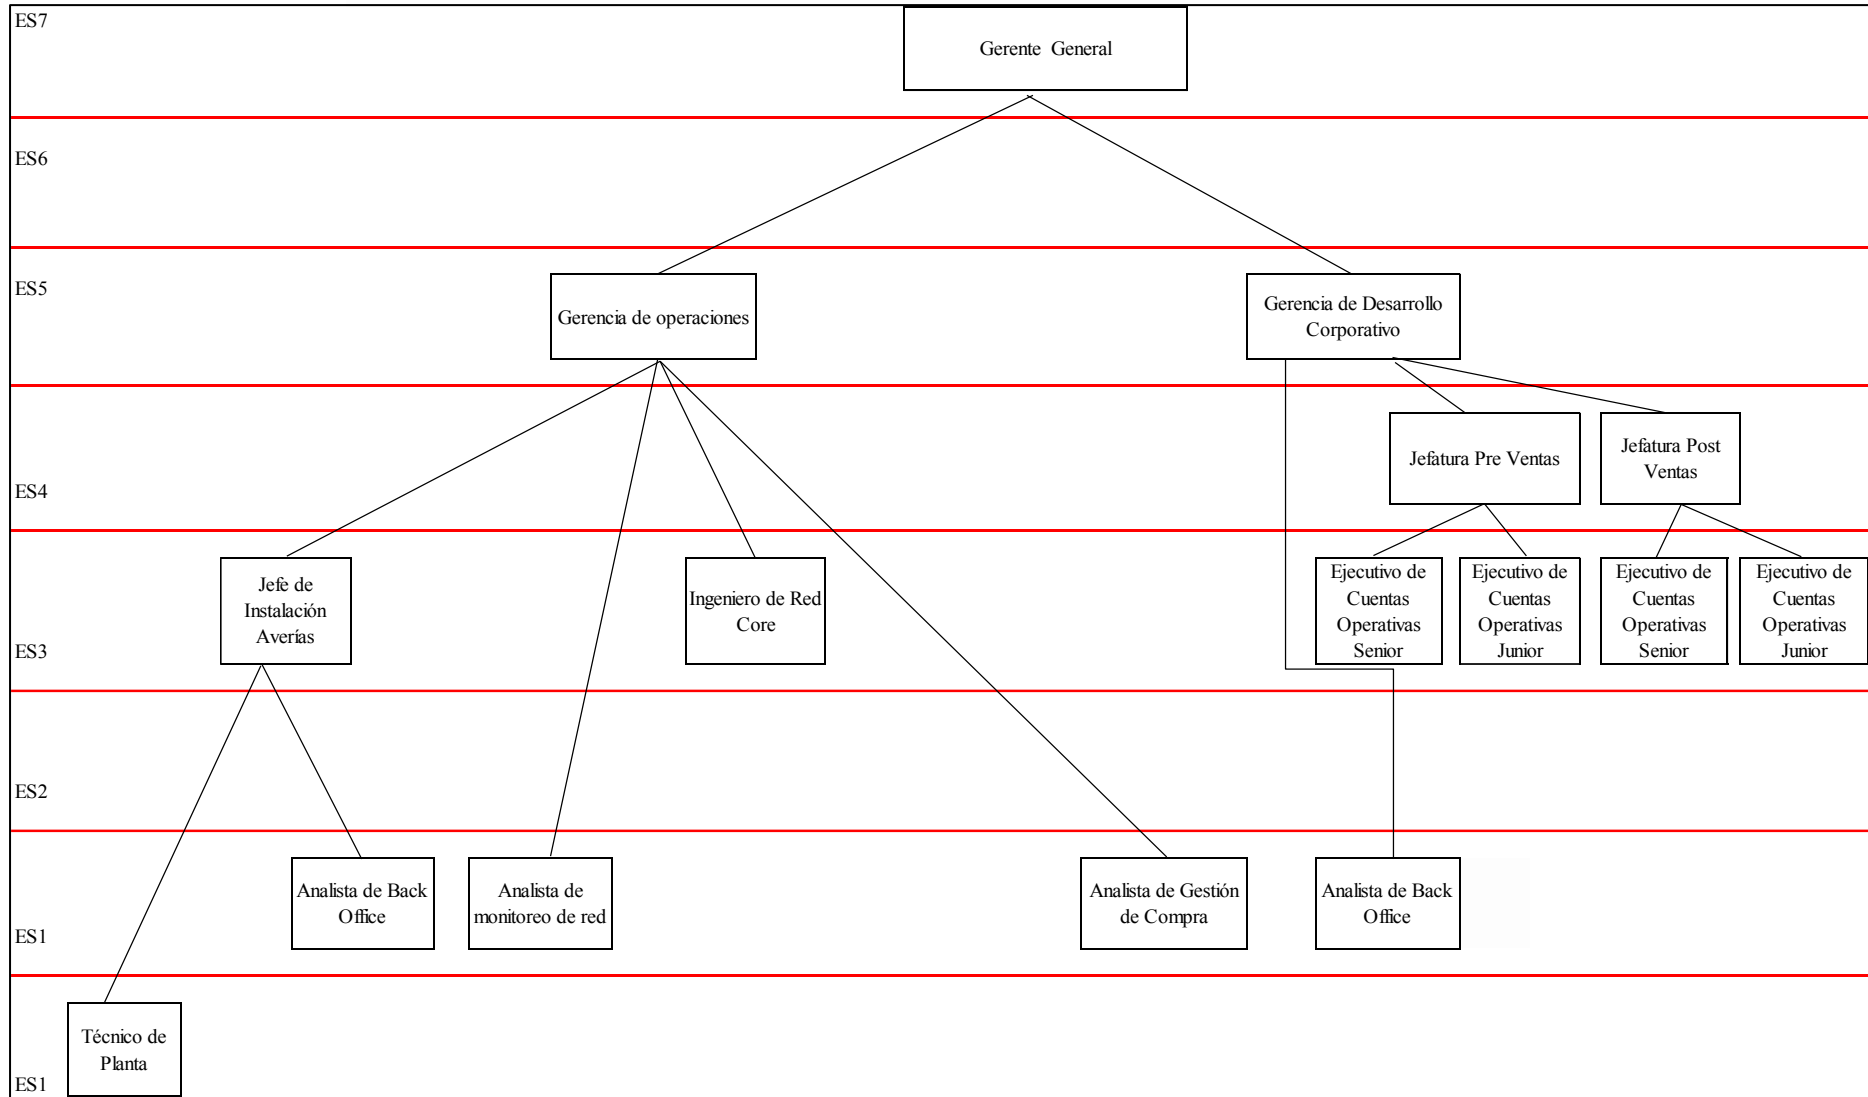 ES7
Gerente General
ES6
ES5
Gerencia de operaciones
Gerencia de Desarrollo
Corporativo
ES4
Jefatura Pre Ventas
Jefatura Post
Ventas
ES3
Jefe de
Instalación
Averías
Ingeniero de Red
Core
Ejecutivo de
Cuentas
Operativas
Senior
Ejecutivo de
Cuentas
Operativas
Junior
Ejecutivo de
Cuentas
Operativas
Senior
Ejecutivo de
Cuentas
Operativas
Junior
ES2
ES1
Analista de Back
Office
Analista de
monitoreo de red
Analista de Gestión
de Compra
Analista de Back
Office
Técnico de
Planta
ES1